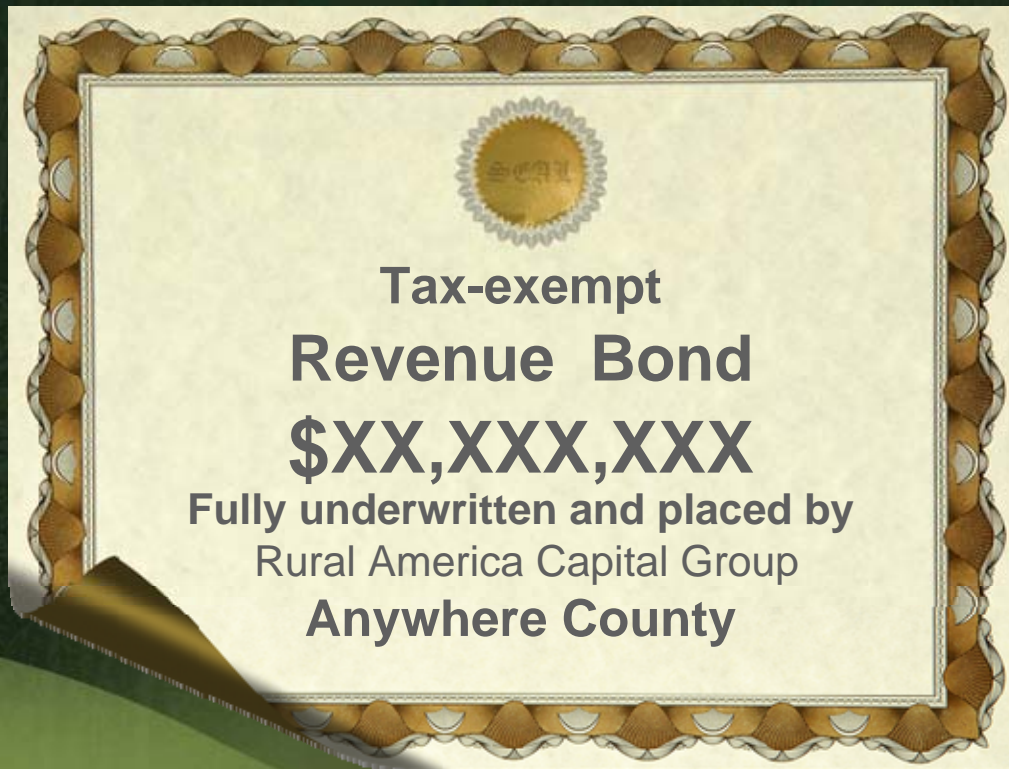 SEAL
Tax-exempt
Revenue Bond
$XX,XXX,XXX
Fully underwritten and placed by
Rural America Capital Group
Anywhere County